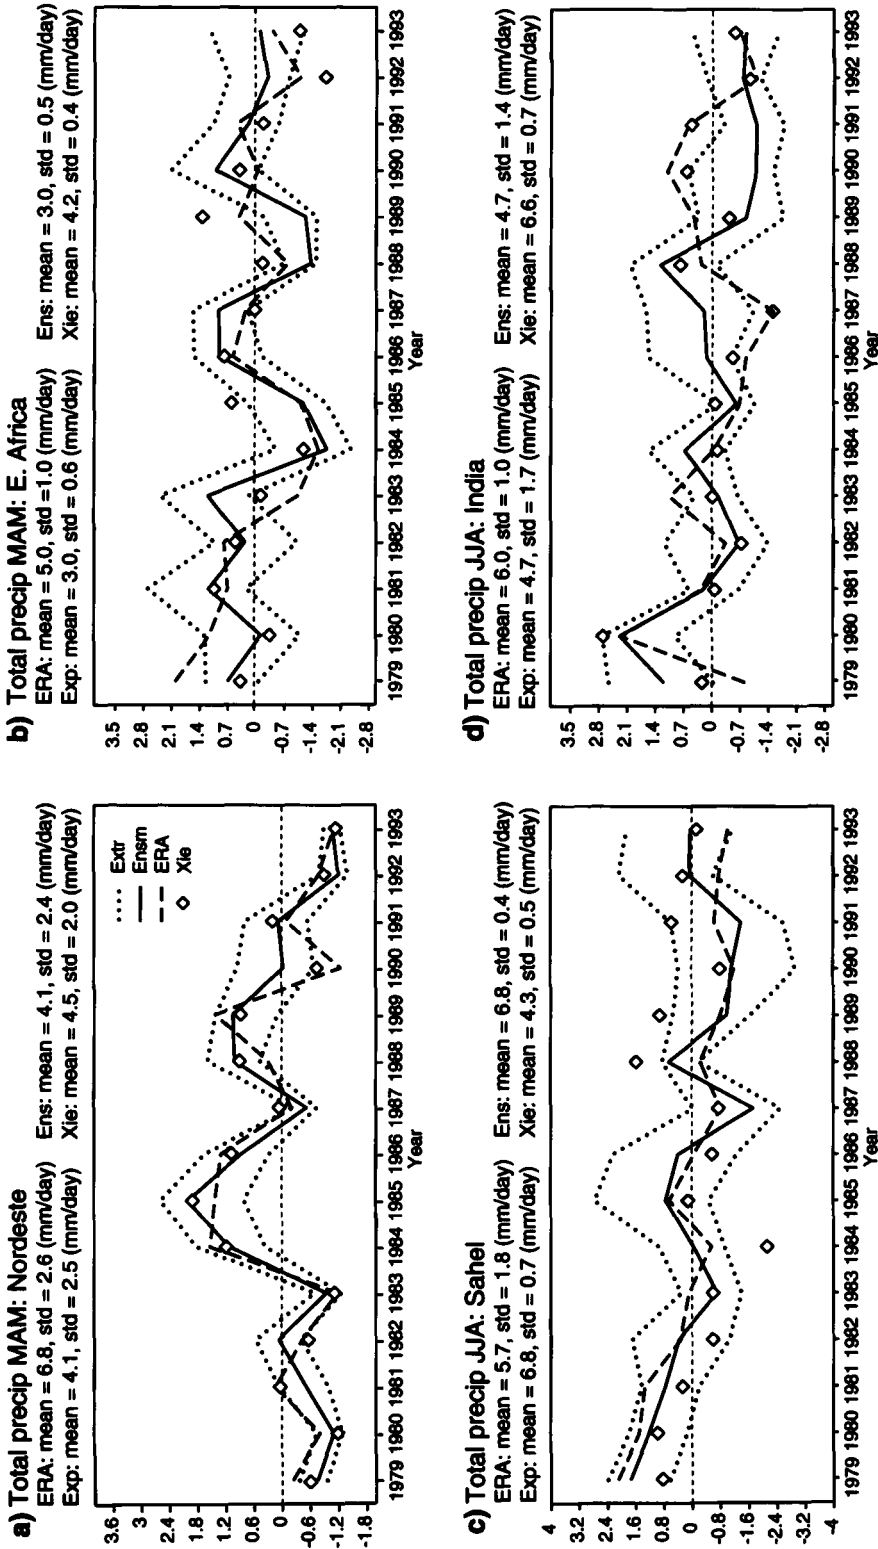 a) Total precip MAM: Nordeste
ERA: mean = 6.8, std = 2.6 (mm/day) Ens: mean = 4.1, std = 2.4 (mm/day)
Exp: mean = 4.1, std = 2.5 (mm/day) Xie: mean = 4.5, std = 2.0 (mm/day)
Extr
Ensm
ERA
Xie
3.6
3
2.4
1.8
1.2
0.6
0
-0.6
-1.2
-1.8
1979 1980 1981 1982 1983 1984 1985 1986 1987 1988 1989 1990 1991 1992 1993
Year
b) Total precip MAM: E. Africa
ERA: mean = 5.0, std =1.0 (mm/day) Ens: mean = 3.0, std = 0.5 (mm/day)
Exp: mean = 3.0, std = 0.6 (mm/day) Xie: mean = 4.2, std = 0.4 (mm/day)
3.5
2.8
2.1
1.4
0.7
0
-0.7
-1.4
-2.1
-2.8
1979 1980 1981 1982 1983 1984 1985 1986 1987 1988 1989 1990 1991 1992 1993
Year
c) Total precip JJA: Sahel
ERA: mean = 5.7, std = 1.8 (mm/day) Ens: mean = 6.8, std = 0.4 (mm/day)
Exp: mean = 6.8, std = 0.7 (mm/day) Xie: mean = 4.3, std = 0.5 (mm/day)
4
3.2
2.4
1.6
0.8
0
-0.8
-1.6
-2.4
-3.2
-4
1979 1980 1981 1982 1983 1984 1985 1986 1987 1988 1989 1990 1991 1992 1993
Year
d) Total precip JJA: India
ERA: mean = 6.0, std = 1.0 (mm/day) Ens: mean = 4.7, std = 1.4 (mm/day)
Exp: mean = 4.7, std = 1.7 (mm/day) Xie: mean = 6.6, std = 0.7 (mm/day)
3.5
2.8
2.1
1.4
0.7
0
-0.7
-1.4
-2.1
-2.8
1979 1980 1981 1982 1983 1984 1985 1986 1987 1988 1989 1990 1991 1992 1993
Year